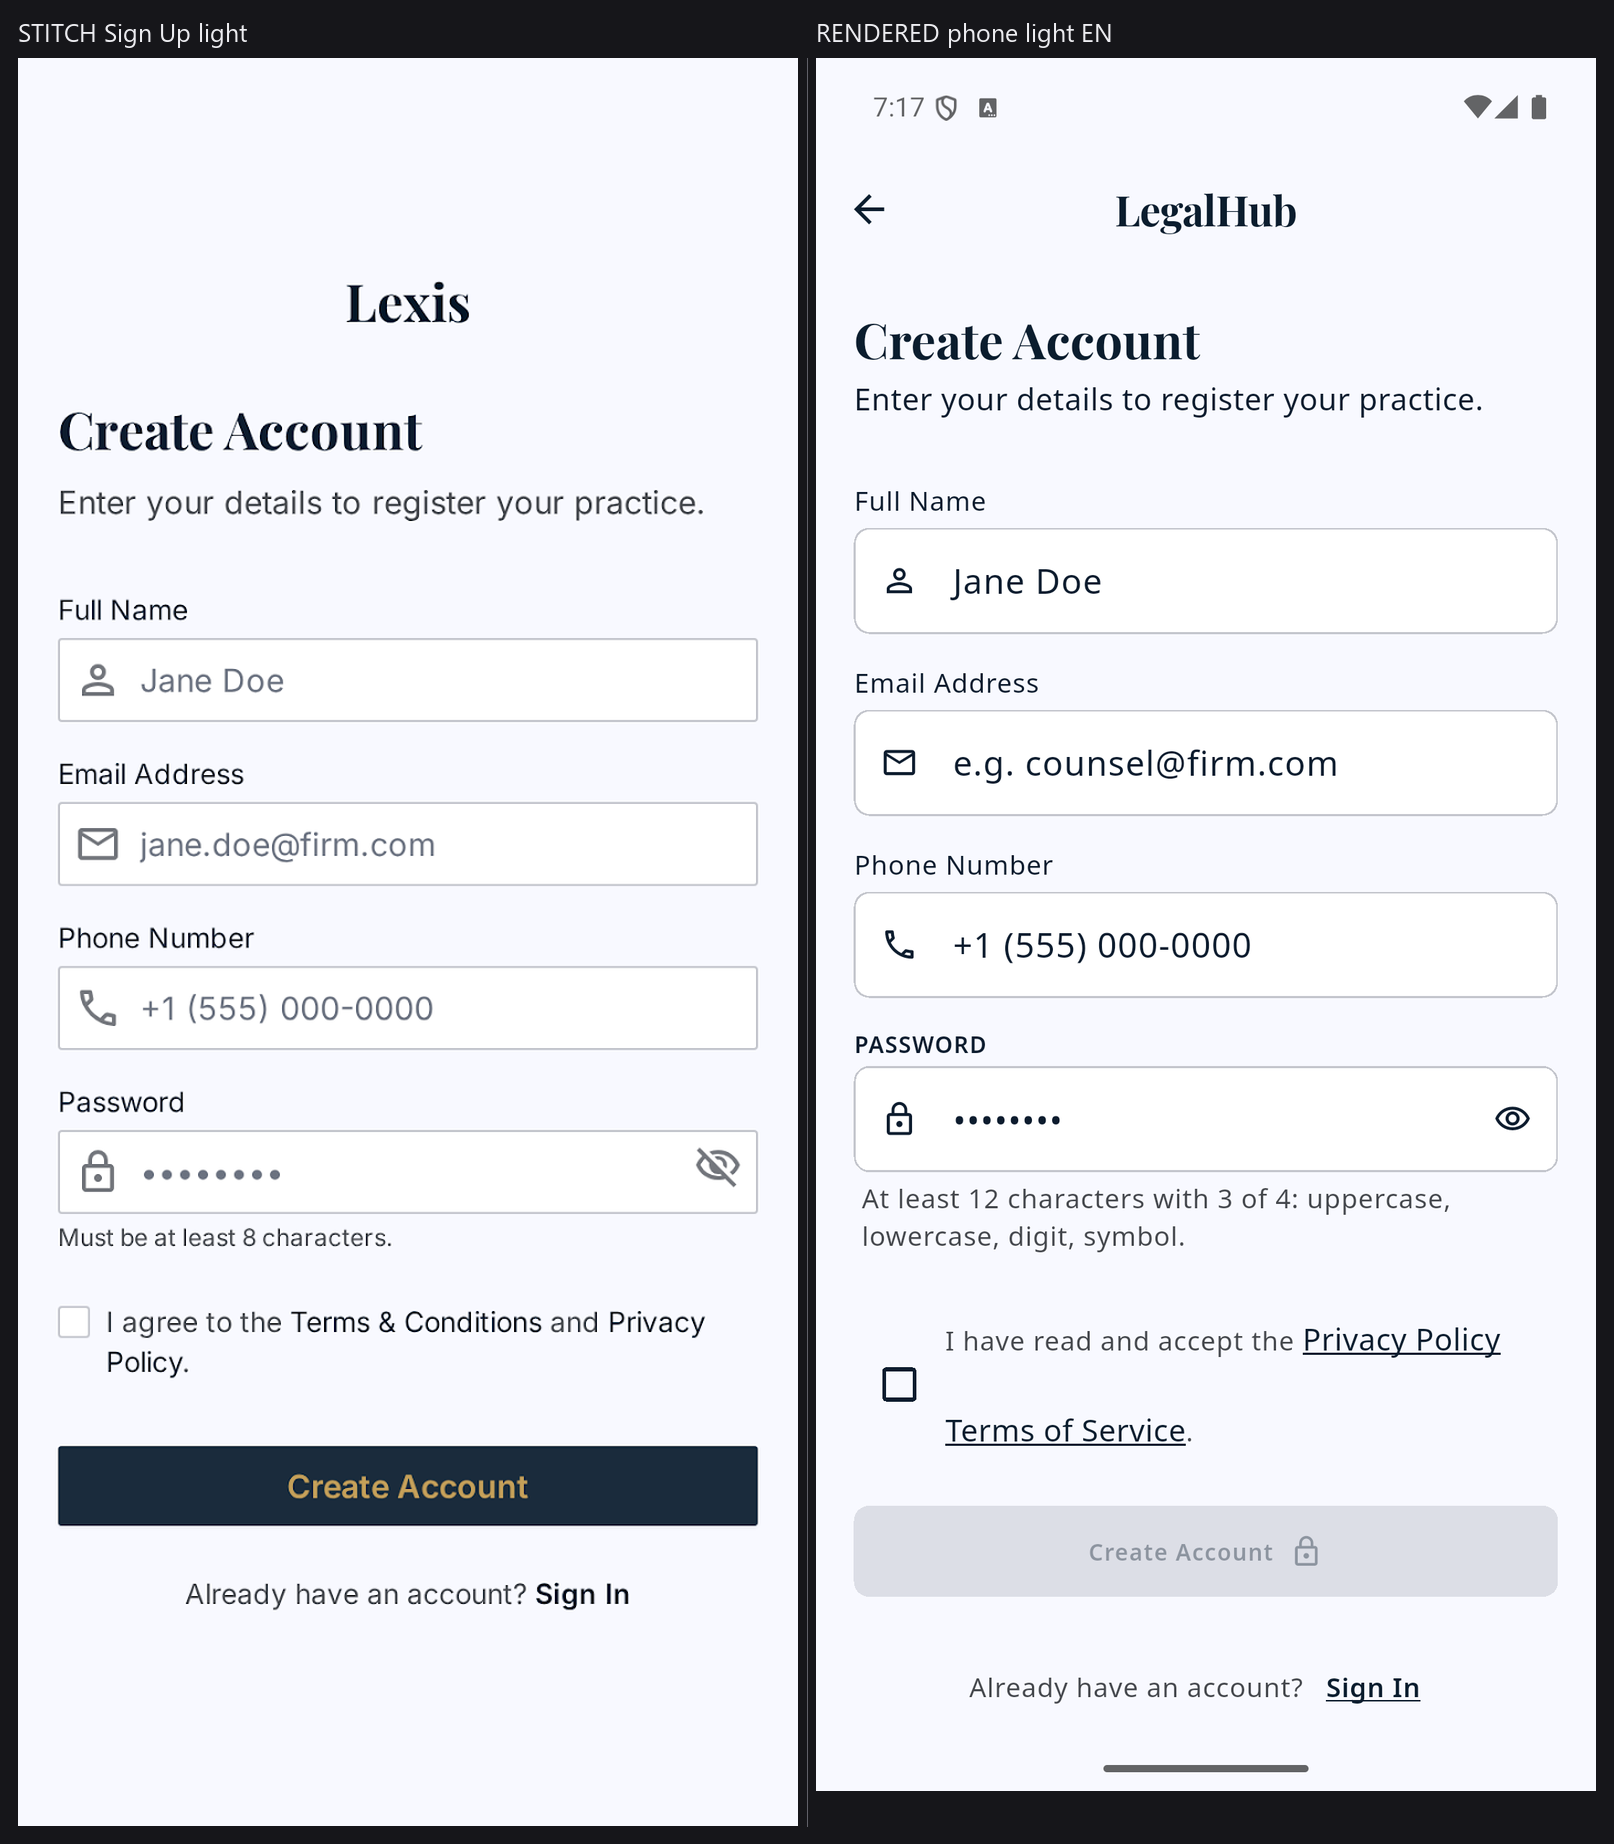 STITCH Sign Up light
Lexis
Create Account
Enter your details to register your practice.
Full Name
Jane Doe
Email Address
jane.doe@firm.com
Phone Number
+1 (555) 000-0000
Password
••••••••
Must be at least 8 characters.
I agree to the Terms & Conditions and Privacy
Policy.
Create Account
Already have an account? Sign In
RENDERED phone light EN
7:17
A
LegalHub
Create Account
Enter your details to register your practice.
Full Name
Jane Doe
Email Address
e.g. counsel@firm.com
Phone Number
+1 (555) 000-0000
PASSWORD
••••••••
At least 12 characters with 3 of 4: uppercase,
lowercase, digit, symbol.
I have read and accept the Privacy Policy
Terms of Service.
Create Account
Already have an account? Sign In